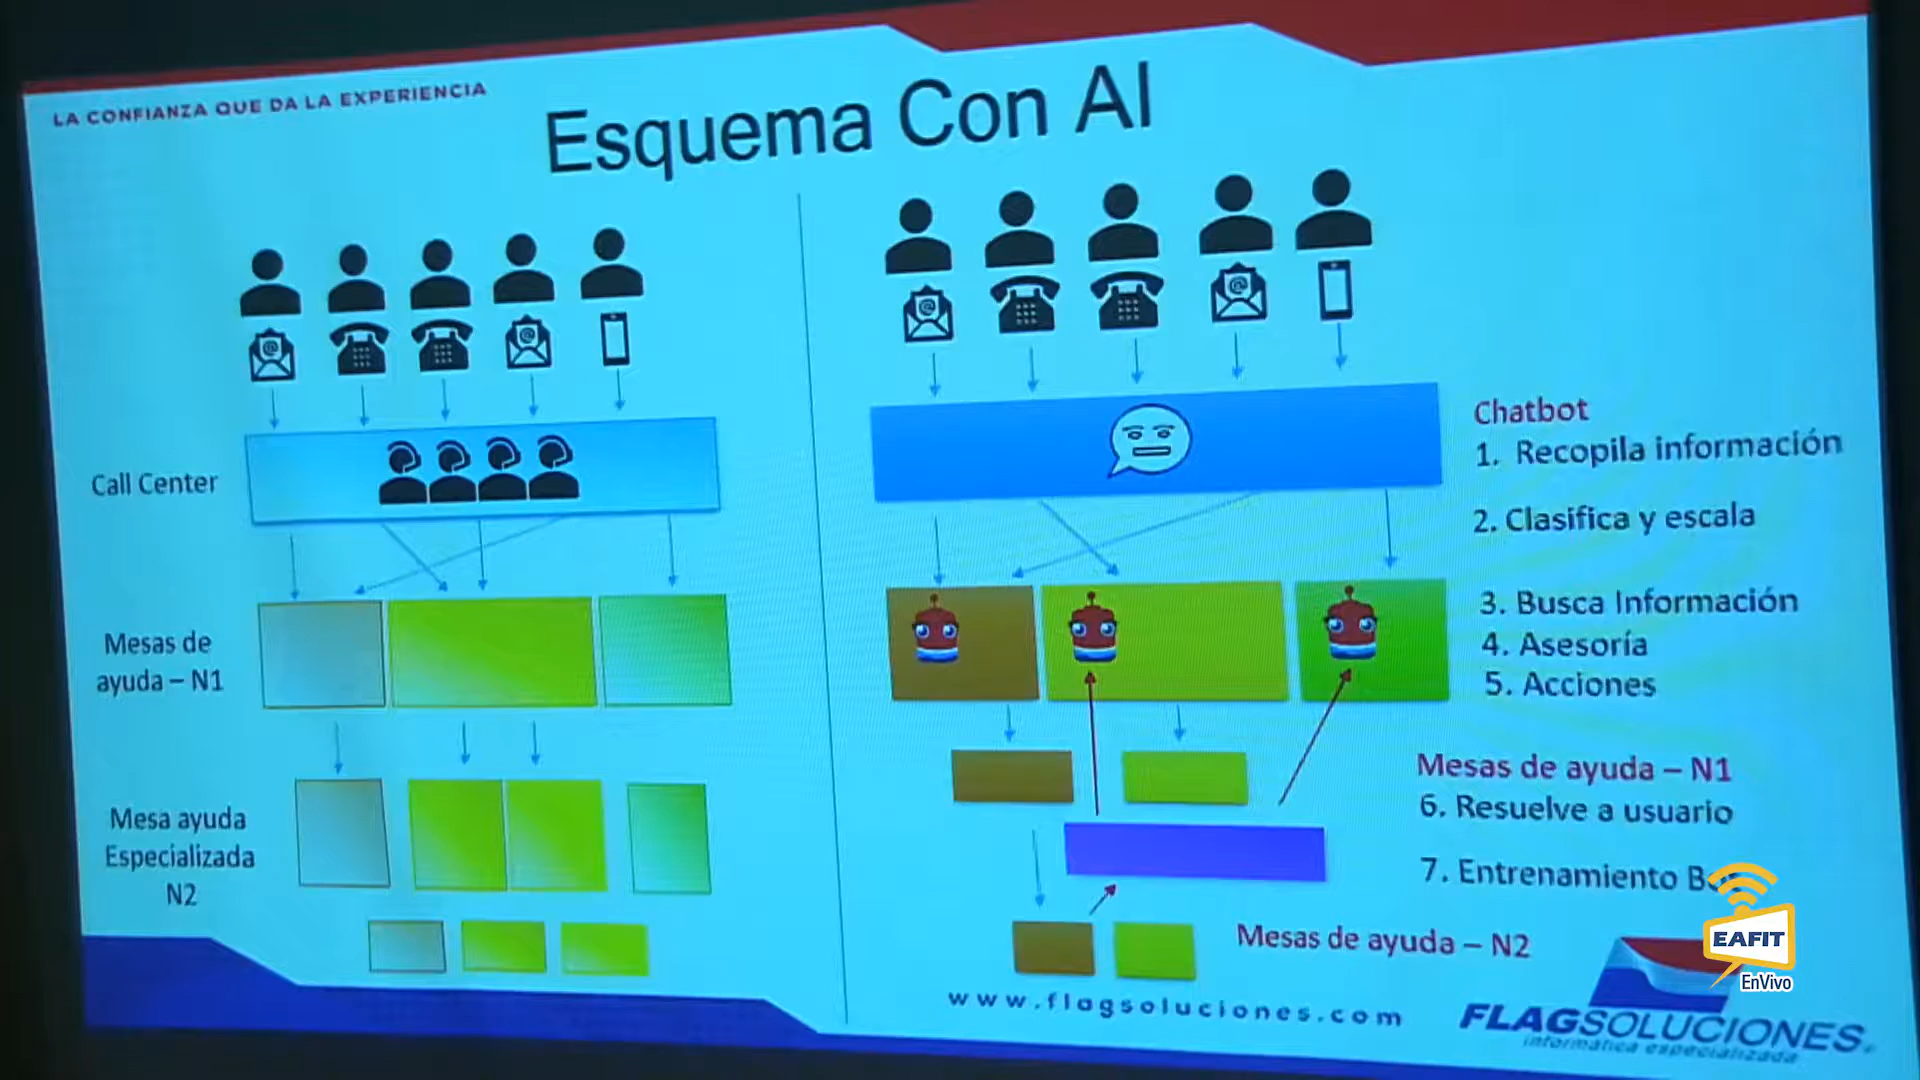 LA CONFIANZA QUE DA LA EXPERIENCIA
Esquema Con AI
Call Center
Mesas de
ayuda – N1
Mesa ayuda
Especializada
N2
Chatbot
1. Recopila información
2. Clasifica y escala
3. Busca Información
4. Asesoría
5. Acciones
Mesas de ayuda – N1
6. Resuelve a usuario
7. Entrenamiento
Mesas de ayuda – N2
www.flagsoluciones.com
FLAGSOLUCIONES
informática especializada
EAFIT
EnVivo